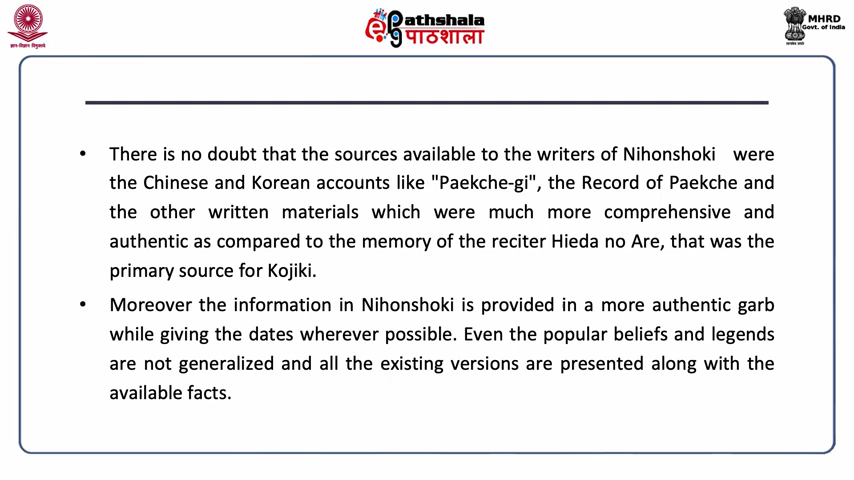 ज्ञान-विज्ञान विमुक्तये
Pathshala
पाठशाला
MHRD
Govt. of India
• There is no doubt that the sources available to the writers of Nihonshoki were
the Chinese and Korean accounts like "Paekche-gi", the Record of Paekche and
the other written materials which were much more comprehensive and
authentic as compared to the memory of the reciter Hieda no Are, that was the
primary source for Kojiki.
• Moreover the information in Nihonshoki is provided in a more authentic garb
while giving the dates wherever possible. Even the popular beliefs and legends
are not generalized and all the existing versions are presented along with the
available facts.